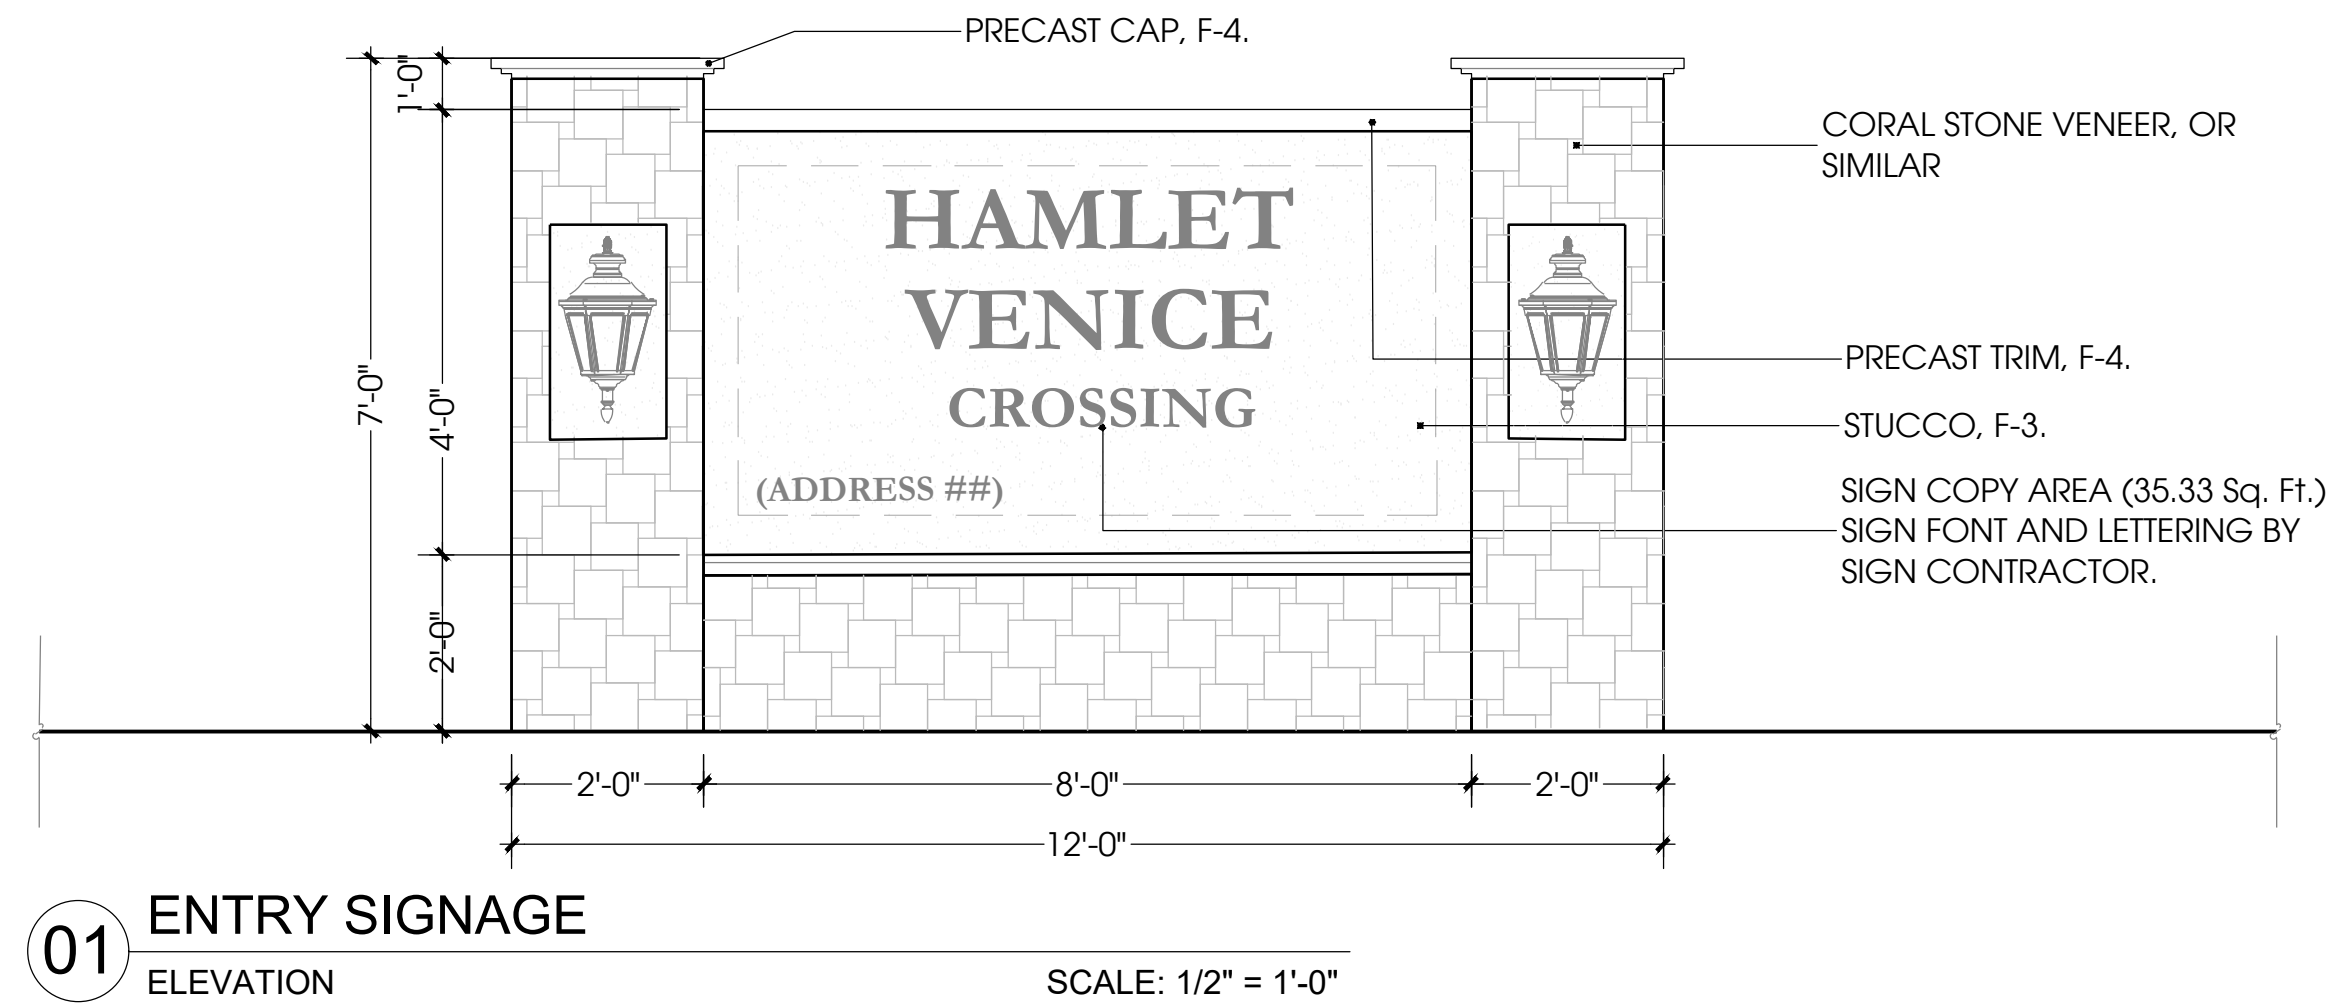 PRECAST CAP, F-4.
1'-0"
CORAL STONE VENEER, OR
SIMILAR
HAMLET
VENICE
CROSSING
(ADDRESS ##)
7'-0"
4'-0"
2'-0"
PRECAST TRIM, F-4.
STUCCO, F-3.
SIGN COPY AREA (35.33 Sq. Ft.)
SIGN FONT AND LETTERING BY
SIGN CONTRACTOR.
2'-0"
8'-0"
2'-0"
12'-0"
01
ENTRY SIGNAGE
ELEVATION
SCALE: 1/2" = 1'-0"